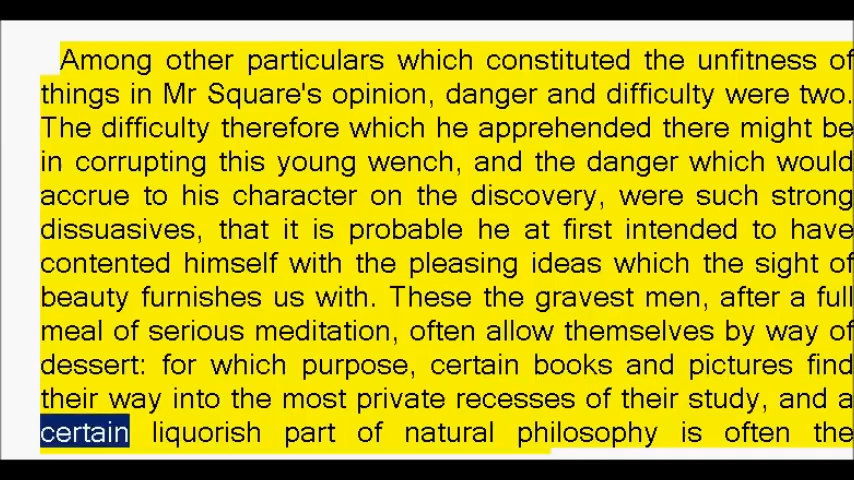 Among other particulars which constituted the unfitness of
things in Mr Square's opinion, danger and difficulty were two.
The difficulty therefore which he apprehended there might be
in corrupting this young wench, and the danger which would
accrue to his character on the discovery, were such strong
dissuasives, that it is probable he at first intended to have
contented himself with the pleasing ideas which the sight of
beauty furnishes us with. These the gravest men, after a full
meal of serious meditation, often allow themselves by way of
dessert: for which purpose, certain books and pictures find
their way into the most private recesses of their study, and a
certain liquorish part of natural philosophy is often the